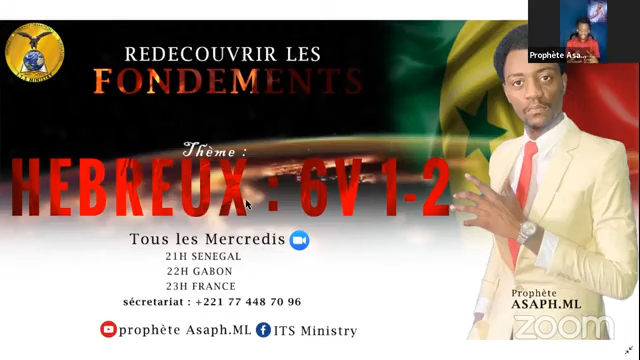 REDECOUVRIR LES
FONDEMENTS
Thème :
HEBREUX : 6V 1-2
Tous les Mercredis
21H SENEGAL
22H GABON
23H FRANCE
sécretariat : +221 77 448 70 96
prophète Asaph.ML ITS Ministry
Prophète
ASAPH.ML
zoom
Prophète Asa...